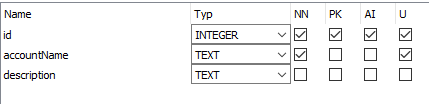 Name Typ NN PK AI U
id INTEGER
accountName TEXT
description TEXT